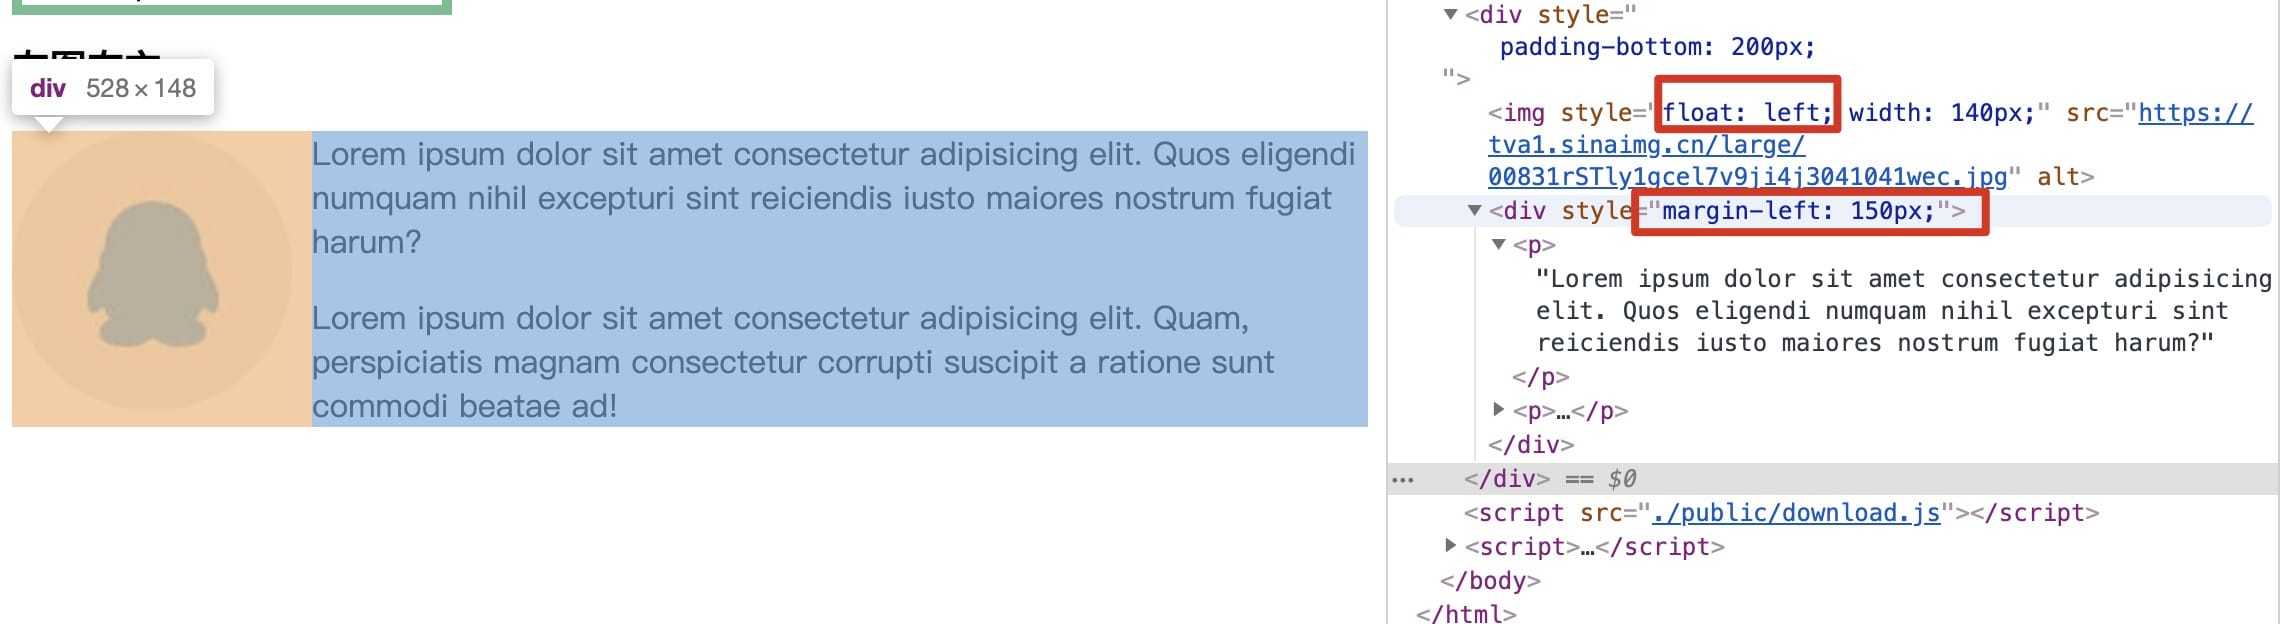 div 528 × 148
Lorem ipsum dolor sit amet consectetur adipisicing elit. Quos eligendi
numquam nihil excepturi sint reiciendis iusto maiores nostrum fugiat
harum?
Lorem ipsum dolor sit amet consectetur adipisicing elit. Quam,
perspiciatis magnam consectetur corrupti suscipit a ratione sunt
commodi beatae ad!
▼<div style="
padding-bottom: 200px;
">
<img style="float: left; width: 140px;" src="https://
tva1.sinaimg.cn/large/
00831rSTly1gcel7v9ji4j3041041wec.jpg" alt>
▼<div style="margin-left: 150px;">
▼<p>
"Lorem ipsum dolor sit amet consectetur adipisicing
elit. Quos eligendi numquam nihil excepturi sint
reiciendis iusto maiores nostrum fugiat harum?"
</p>
▶<p>…</p>
</div>
… </div> == $0
<script src="./public/download.js"></script>
▶<script>…</script>
</body>
</html>